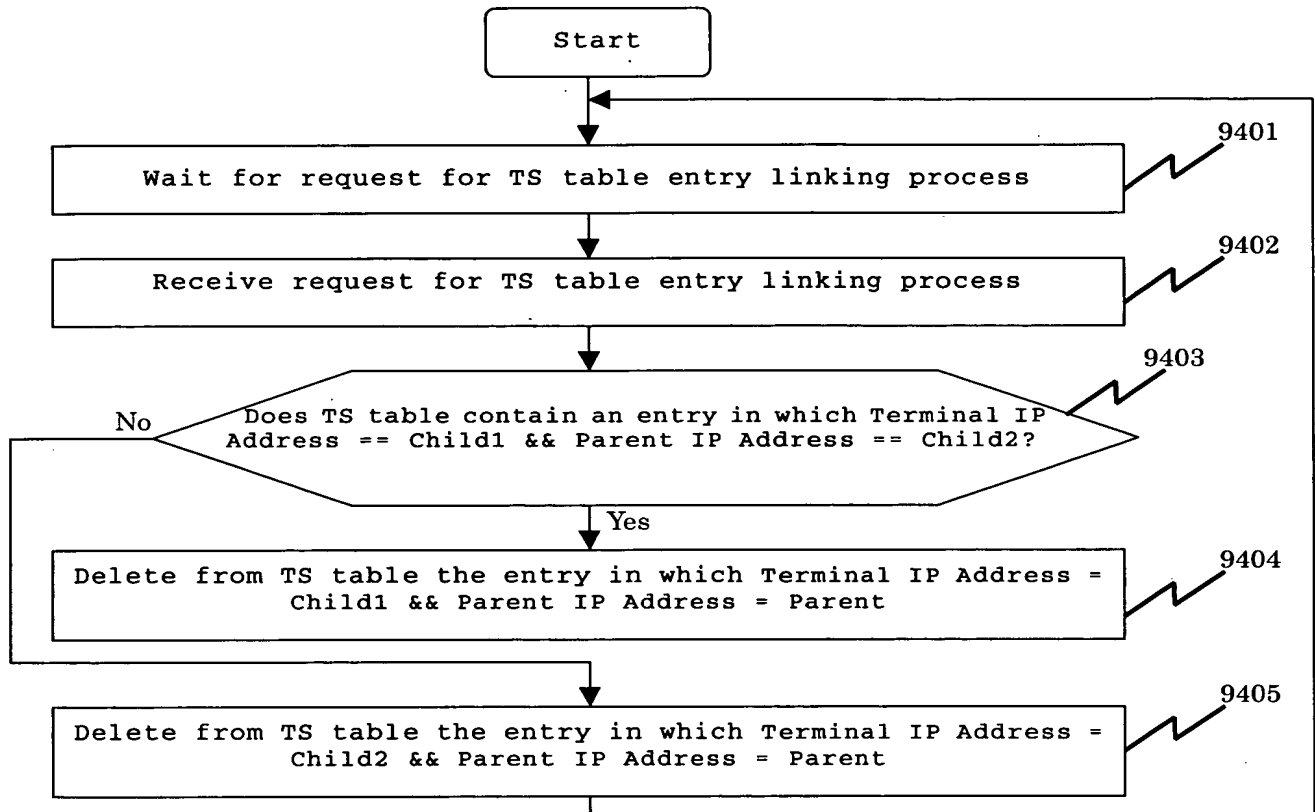 Start
9401
Wait for request for TS table entry linking process
9402
Receive request for TS table entry linking process
9403
Does TS table contain an entry in which Terminal IP
Address == Child1 && Parent IP Address == Child2?
No
Yes
9404
Delete from TS table the entry in which Terminal IP Address =
Child1 && Parent IP Address = Parent
9405
Delete from TS table the entry in which Terminal IP Address =
Child2 && Parent IP Address = Parent